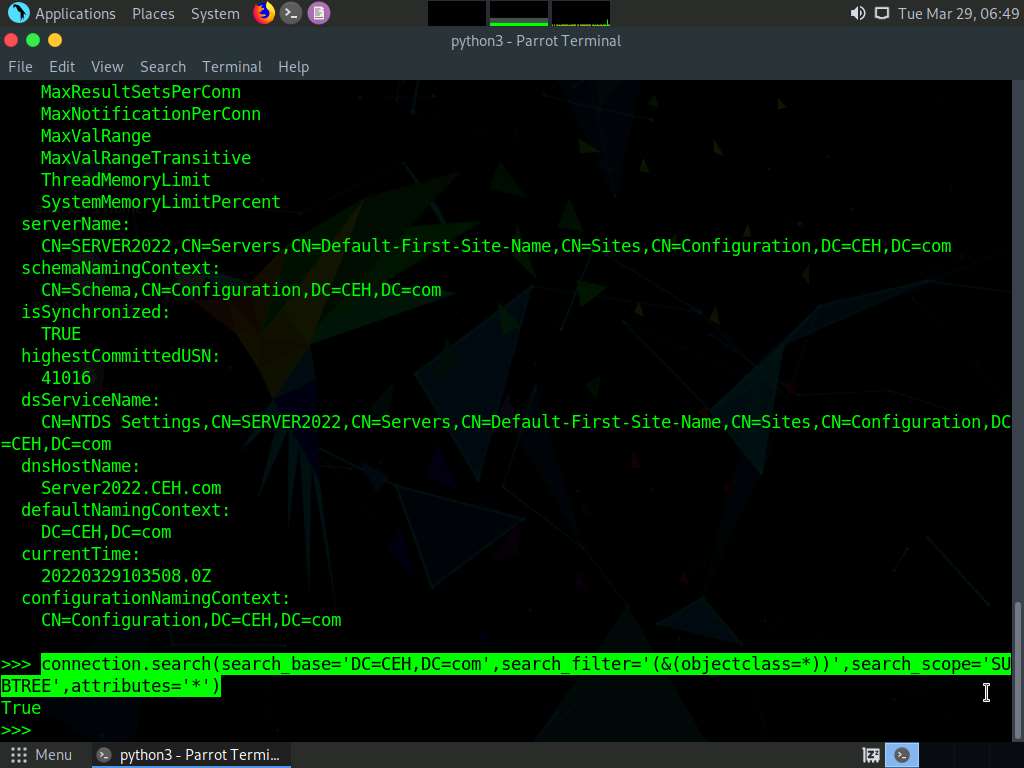 Applications Places System Tue Mar 29, 06:49
python3 - Parrot Terminal
File Edit View Search Terminal Help
MaxResultSetsPerConn
MaxNotificationPerConn
MaxValRange
MaxValRangeTransitive
ThreadMemoryLimit
SystemMemoryLimitPercent
serverName:
CN=SERVER2022,CN=Servers,CN=Default-First-Site-Name,CN=Sites,CN=Configuration,DC=CEH,DC=com
schemaNamingContext:
CN=Schema,CN=Configuration,DC=CEH,DC=com
isSynchronized:
TRUE
highestCommittedUSN:
41016
dsServiceName:
CN=NTDS Settings,CN=SERVER2022,CN=Servers,CN=Default-First-Site-Name,CN=Sites,CN=Configuration,DC
=CEH,DC=com
dnsHostName:
Server2022.CEH.com
defaultNamingContext:
DC=CEH,DC=com
currentTime:
20220329103508.0Z
configurationNamingContext:
CN=Configuration,DC=CEH,DC=com
>>> connection.search(search_base='DC=CEH,DC=com',search_filter='(&(objectclass=*))',search_scope='SU
BTREE',attributes='*')
True
>>>
Menu python3 - Parrot Termi...